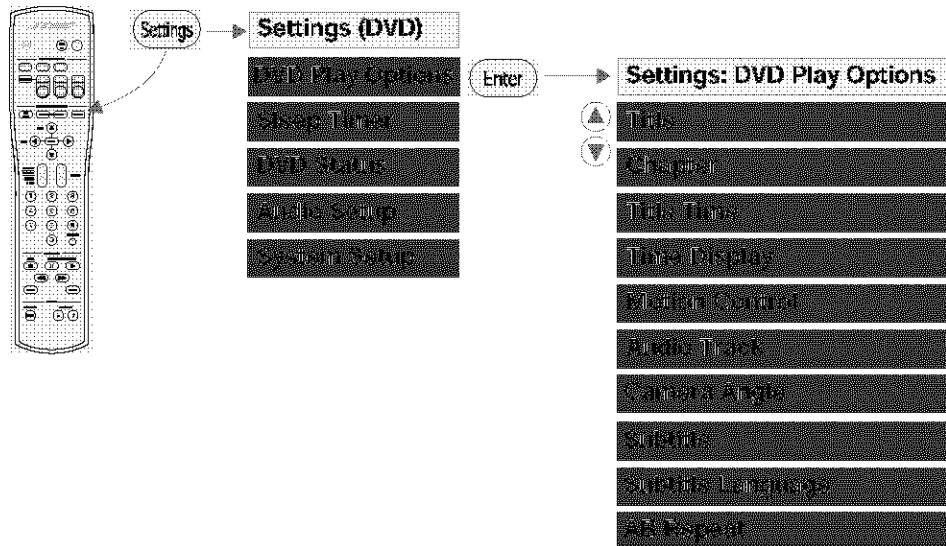 Settings
Settings (DVD)
DVD Play Options
Sleep Timer
DVD Status
Audio Setup
System Setup
Enter
Settings: DVD Play Options
Title
Chapter
Title Time
Time Display
Motion Control
Audio Track
Camera Angle
Subtitle
Subtitle Language
AB Repeat